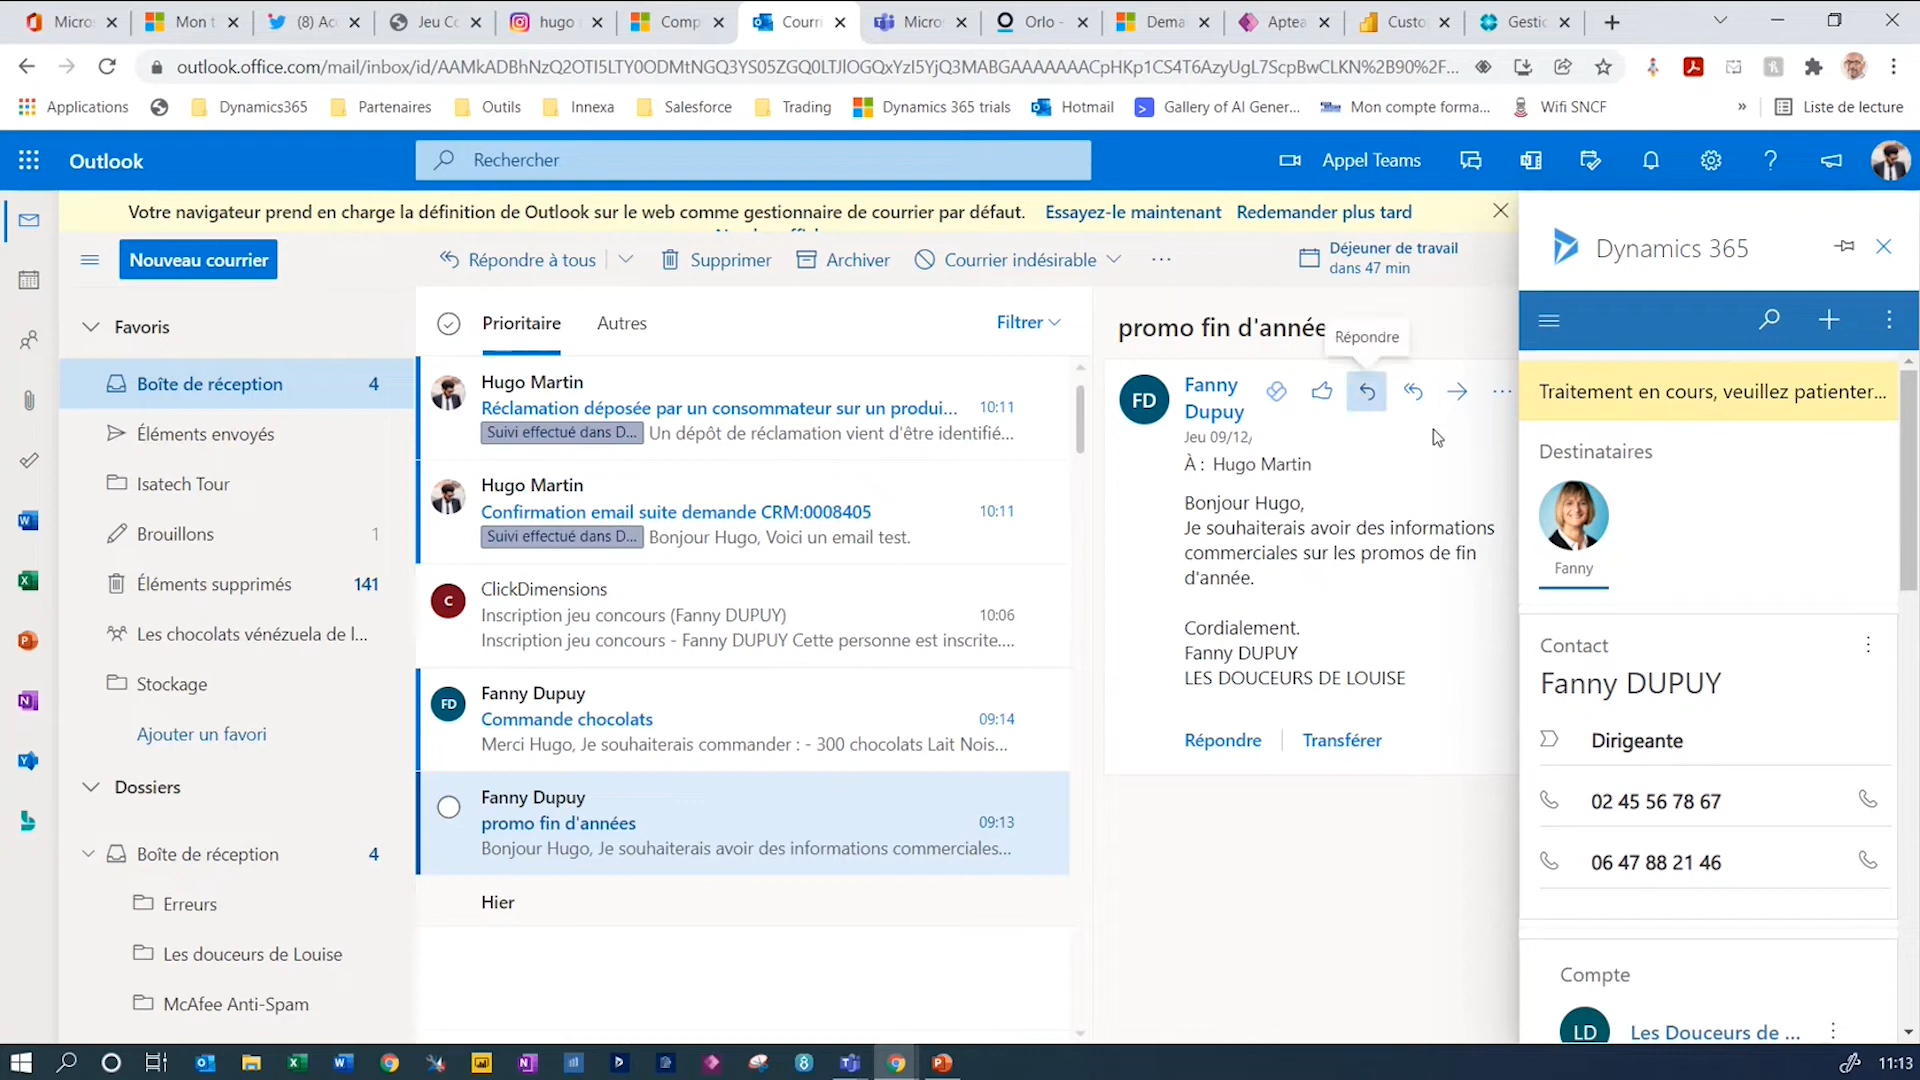 Micros
Mon t
(8) Acc
Jeu Co
hugo
Comp
Courri
Micros
Orlo -
Dema
Aptea
Custo
Gestic
outlook.office.com/mail/inbox/id/AAMkADBhNzQ2OTI5LTY0ODMtNGQ3YS05ZGQ0LTJlOGQxYzI5YjQ3MABGAAAAAAACpHKp1CS4T6AzyUgL7ScpBwCLKN%2B90%2F...
Applications
Dynamics365
Partenaires
Outils
Innexa
Salesforce
Trading
Dynamics 365 trials
Hotmail
Gallery of AI Gener...
Mon compte forma...
Wifi SNCF
»
Liste de lecture
Outlook
Rechercher
Appel Teams
Votre navigateur prend en charge la définition de Outlook sur le web comme gestionnaire de courrier par défaut. Essayez-le maintenant Redemander plus tard
Nouveau courrier
Répondre à tous
Supprimer
Archiver
Courrier indésirable
Déjeuner de travail
dans 47 min
Favoris
Boîte de réception 4
Éléments envoyés
Isatech Tour
Brouillons 1
Éléments supprimés 141
Les chocolats vénézuela de l...
Stockage
Ajouter un favori
Dossiers
Boîte de réception 4
Erreurs
Les douceurs de Louise
McAfee Anti-Spam
Prioritaire
Autres
Filtrer
Hugo Martin
Réclamation déposée par un consommateur sur un produi... 10:11
Suivi effectué dans D... Un dépôt de réclamation vient d'être identifié...
Hugo Martin
Confirmation email suite demande CRM:0008405 10:11
Suivi effectué dans D... Bonjour Hugo, Voici un email test.
C
ClickDimensions
Inscription jeu concours (Fanny DUPUY) 10:06
Inscription jeu concours - Fanny DUPUY Cette personne est inscrite....
FD
Fanny Dupuy
Commande chocolats 09:14
Merci Hugo, Je souhaiterais commander : - 300 chocolats Lait Nois...
Fanny Dupuy
promo fin d'années 09:13
Bonjour Hugo, Je souhaiterais avoir des informations commerciales...
Hier
promo fin d'année
Répondre
FD
Fanny
Dupuy
Jeu 09/12/
À : Hugo Martin
Bonjour Hugo,
Je souhaiterais avoir des informations
commerciales sur les promos de fin
d'année.
Cordialement.
Fanny DUPUY
LES DOUCEURS DE LOUISE
Répondre
Transférer
Dynamics 365
Traitement en cours, veuillez patienter...
Destinataires
Fanny
Contact
Fanny DUPUY
Dirigeante
02 45 56 78 67
06 47 88 21 46
Compte
LD
Les Douceurs de ...
11:13